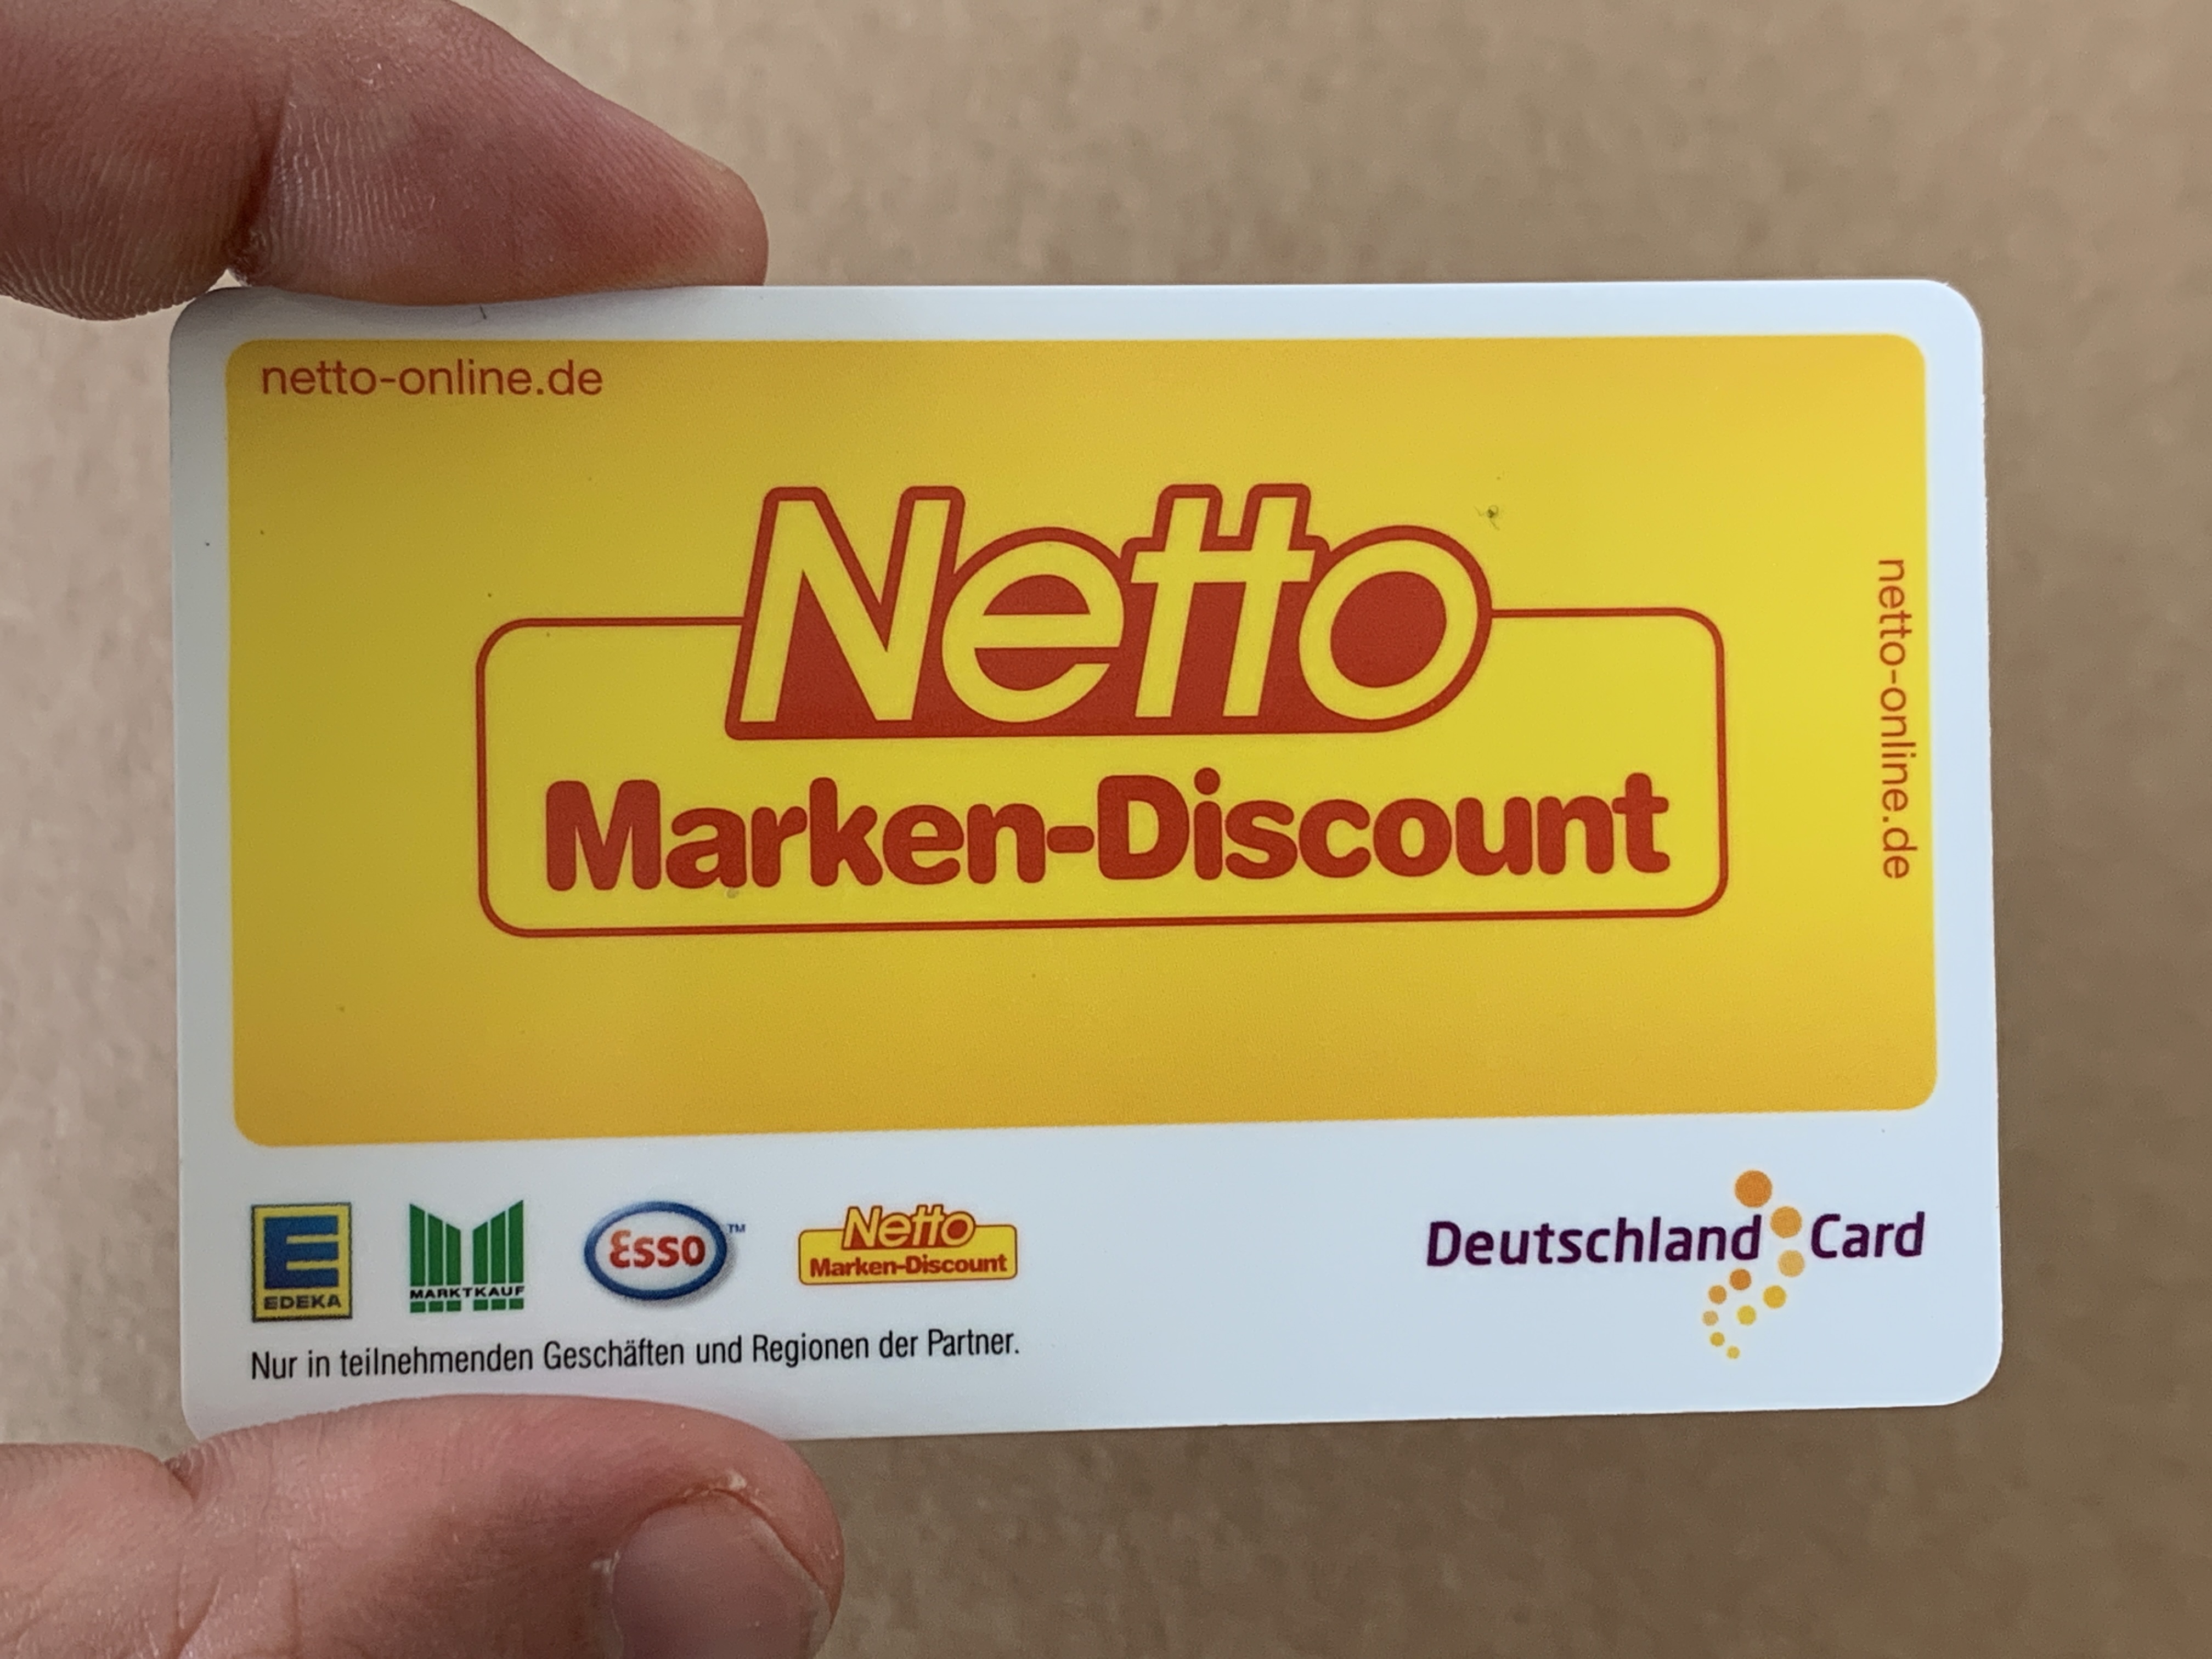 netto-online.de
Netto
Marken-Discount
netto-online.de
EDEKA
MARKTKAUF
Esso™
Netto
Marken-Discount
Deutschland Card
Nur in teilnehmenden Geschäften und Regionen der Partner.